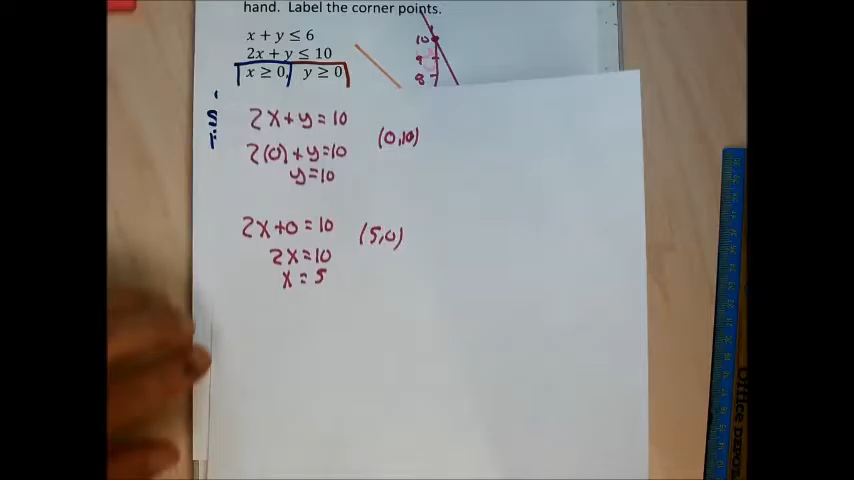 hand. Label the corner points.
x + y ≤ 6
2x + y ≤ 10
x ≥ 0, y ≥ 0
10
9
8
2x+y=10
2(0)+y=10
y=10
(0,10)
2x+0=10
2x=10
x=5
(5,0)
OFFICE DEPOT